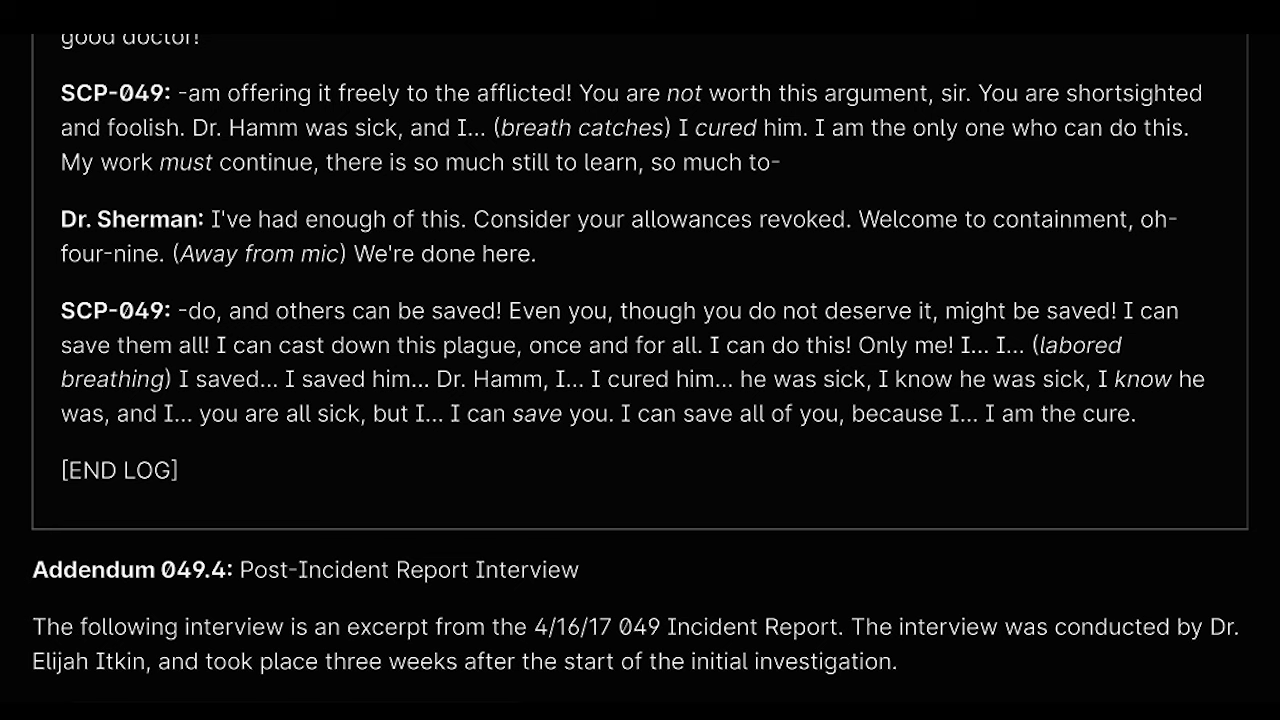 good doctor!
SCP-049: -am offering it freely to the afflicted! You are not worth this argument, sir. You are shortsighted
and foolish. Dr. Hamm was sick, and I... (breath catches) I cured him. I am the only one who can do this.
My work must continue, there is so much still to learn, so much to-
Dr. Sherman: I've had enough of this. Consider your allowances revoked. Welcome to containment, oh-
four-nine. (Away from mic) We're done here.
SCP-049: -do, and others can be saved! Even you, though you do not deserve it, might be saved! I can
save them all! I can cast down this plague, once and for all. I can do this! Only me! I... I... (labored
breathing) I saved... I saved him... Dr. Hamm, I... I cured him... he was sick, I know he was sick, I know he
was, and I... you are all sick, but I... I can save you. I can save all of you, because I... I am the cure.
[END LOG]
Addendum 049.4: Post-Incident Report Interview
The following interview is an excerpt from the 4/16/17 049 Incident Report. The interview was conducted by Dr.
Elijah Itkin, and took place three weeks after the start of the initial investigation.